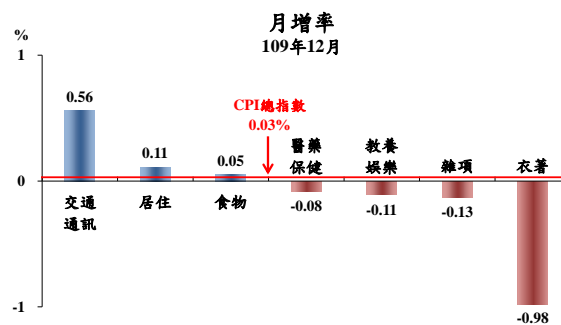 月增率
109年12月
%
1
0.56
0.11
0.05
CPI總指數
0.03%
醫藥
保健
教養
娛樂
雜項
衣著
0
交通
通訊
居住
食物
-0.08
-0.11
-0.13
-0.98
-1